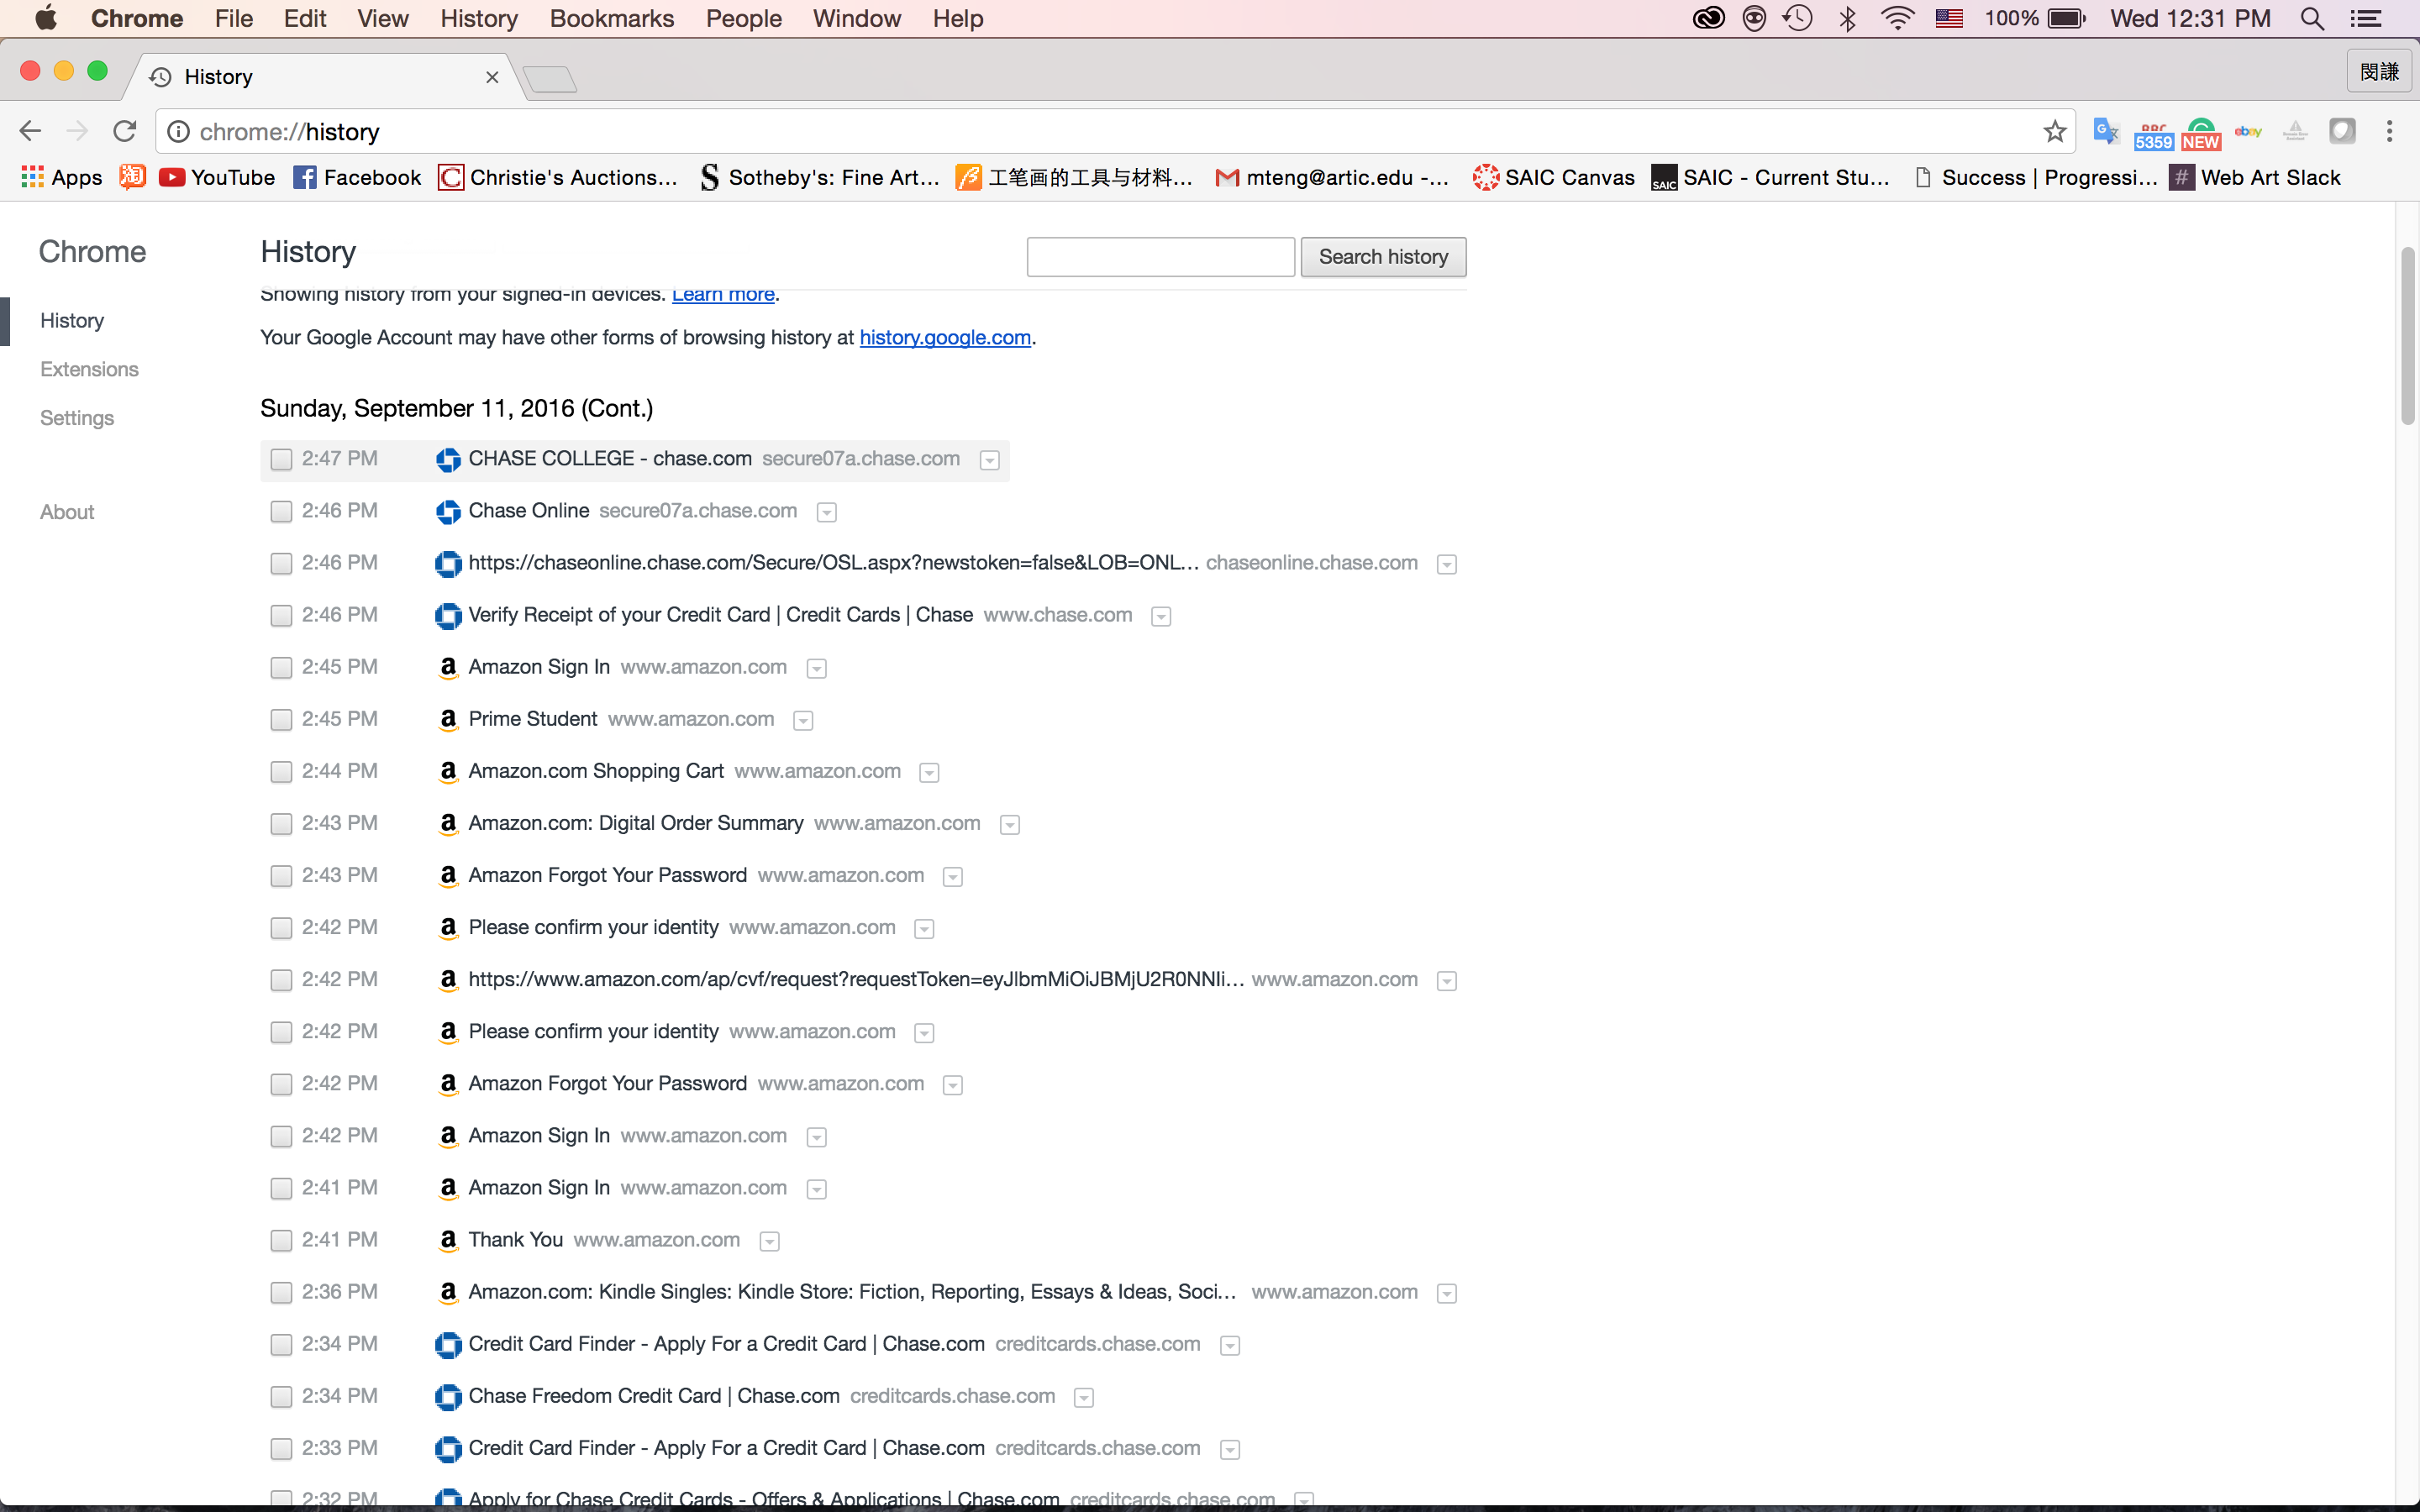 Chrome File Edit View History Bookmarks People Window Help 100% Wed 12:31 PM
History 閔謙
chrome://history 5359 NEW ebay
Apps 淘 YouTube Facebook Christie's Auctions... Sotheby's: Fine Art... 工笔画的工具与材料... mteng@artic.edu -... SAIC Canvas SAIC SAIC - Current Stu... Success | Progressi... # Web Art Slack
Chrome History Search history
Showing history from your signed-in devices. Learn more.
History
Your Google Account may have other forms of browsing history at history.google.com.
Extensions
Settings
About
Sunday, September 11, 2016 (Cont.)
2:47 PM CHASE COLLEGE - chase.com secure07a.chase.com
2:46 PM Chase Online secure07a.chase.com
2:46 PM https://chaseonline.chase.com/Secure/OSL.aspx?newstoken=false&LOB=ONL... chaseonline.chase.com
2:46 PM Verify Receipt of your Credit Card | Credit Cards | Chase www.chase.com
2:45 PM Amazon Sign In www.amazon.com
2:45 PM Prime Student www.amazon.com
2:44 PM Amazon.com Shopping Cart www.amazon.com
2:43 PM Amazon.com: Digital Order Summary www.amazon.com
2:43 PM Amazon Forgot Your Password www.amazon.com
2:42 PM Please confirm your identity www.amazon.com
2:42 PM https://www.amazon.com/ap/cvf/request?requestToken=eyJlbmMiOiJBMjU2R0NNIi... www.amazon.com
2:42 PM Please confirm your identity www.amazon.com
2:42 PM Amazon Forgot Your Password www.amazon.com
2:42 PM Amazon Sign In www.amazon.com
2:41 PM Amazon Sign In www.amazon.com
2:41 PM Thank You www.amazon.com
2:36 PM Amazon.com: Kindle Singles: Kindle Store: Fiction, Reporting, Essays & Ideas, Soci... www.amazon.com
2:34 PM Credit Card Finder - Apply For a Credit Card | Chase.com creditcards.chase.com
2:34 PM Chase Freedom Credit Card | Chase.com creditcards.chase.com
2:33 PM Credit Card Finder - Apply For a Credit Card | Chase.com creditcards.chase.com
2:32 PM Apply for Chase Credit Cards - Offers & Applications | Chase.com creditcards.chase.com